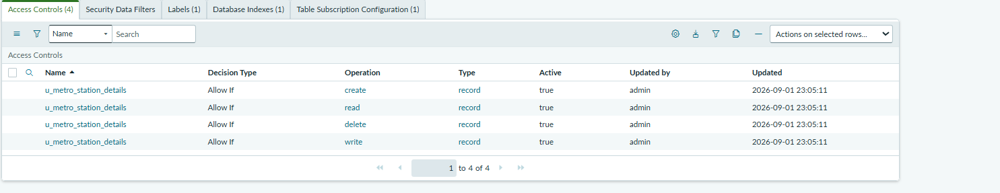 Access Controls (4) Security Data Filters Labels (1) Database Indexes (1) Table Subscription Configuration (1)
Name Search Actions on selected rows...
Access Controls
Name Decision Type Operation Type Active Updated by Updated
u_metro_station_details Allow If create record true admin 2026-09-01 23:05:11
u_metro_station_details Allow If read record true admin 2026-09-01 23:05:11
u_metro_station_details Allow If delete record true admin 2026-09-01 23:05:11
u_metro_station_details Allow If write record true admin 2026-09-01 23:05:11
1 to 4 of 4